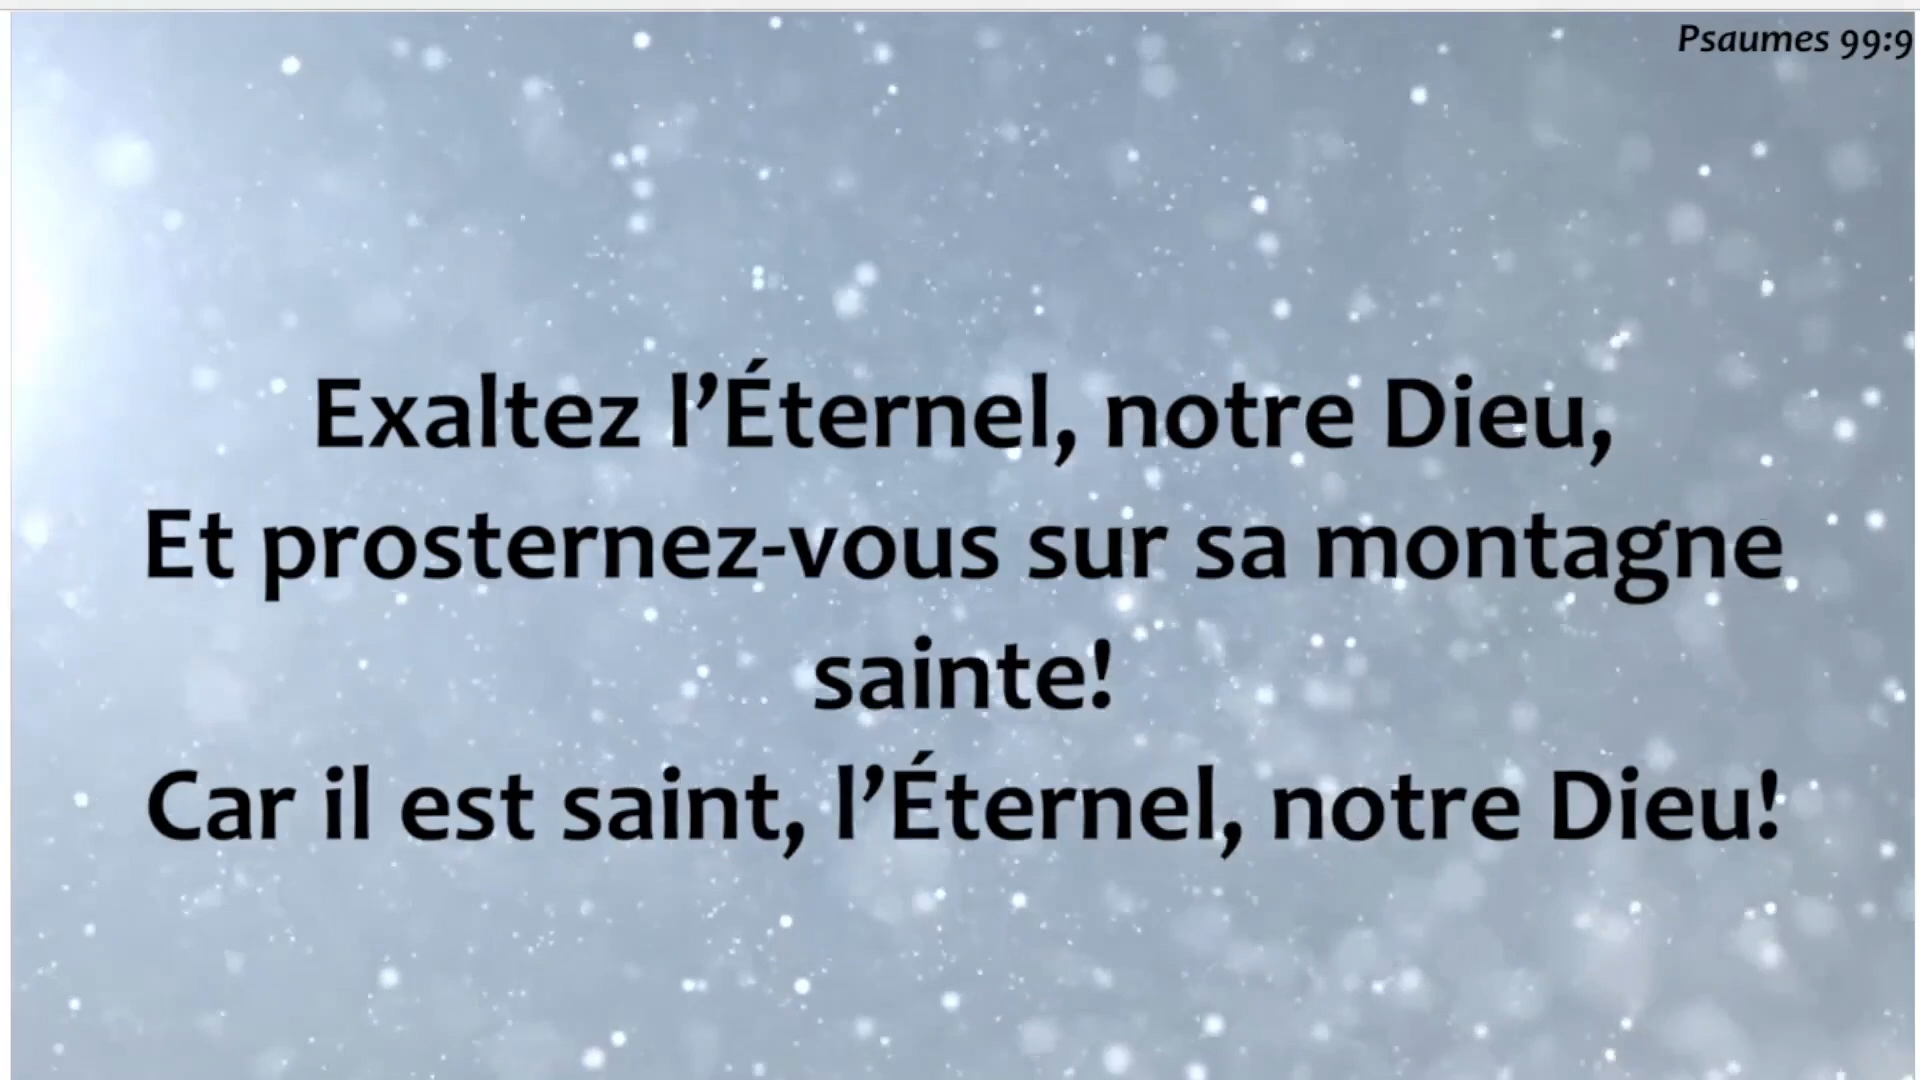 Psaumes 99:9
Exaltez l’Éternel, notre Dieu,
Et prosternez-vous sur sa montagne
sainte!
Car il est saint, l’Éternel, notre Dieu!